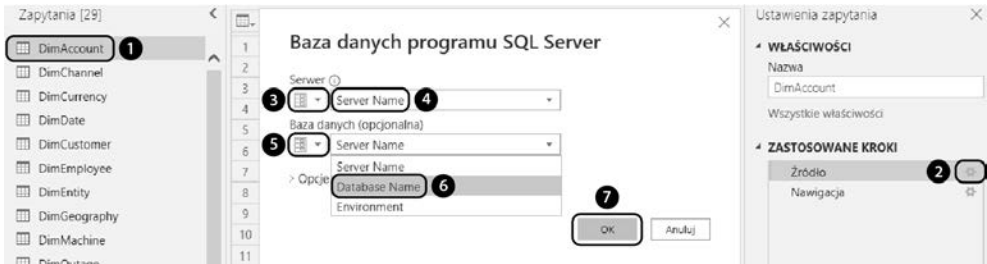 Zapytania [29]
DimAccount
1
DimChannel
DimCurrency
DimDate
DimCustomer
DimEmployee
DimEntity
DimGeography
DimMachine
DimOutage
1
2
3
4
5
6
7
8
9
10
11
Baza danych programu SQL Server
Serwer
3
Server Name
4
Baza danych (opcjonalna)
5
Server Name
Server Name
> Opcje
Database Name
6
Environment
7
OK
Anuluj
Ustawienia zapytania
WŁAŚCIWOŚCI
Nazwa
DimAccount
Wszystkie właściwości
ZASTOSOWANE KROKI
Źródło
2
Nawigacja